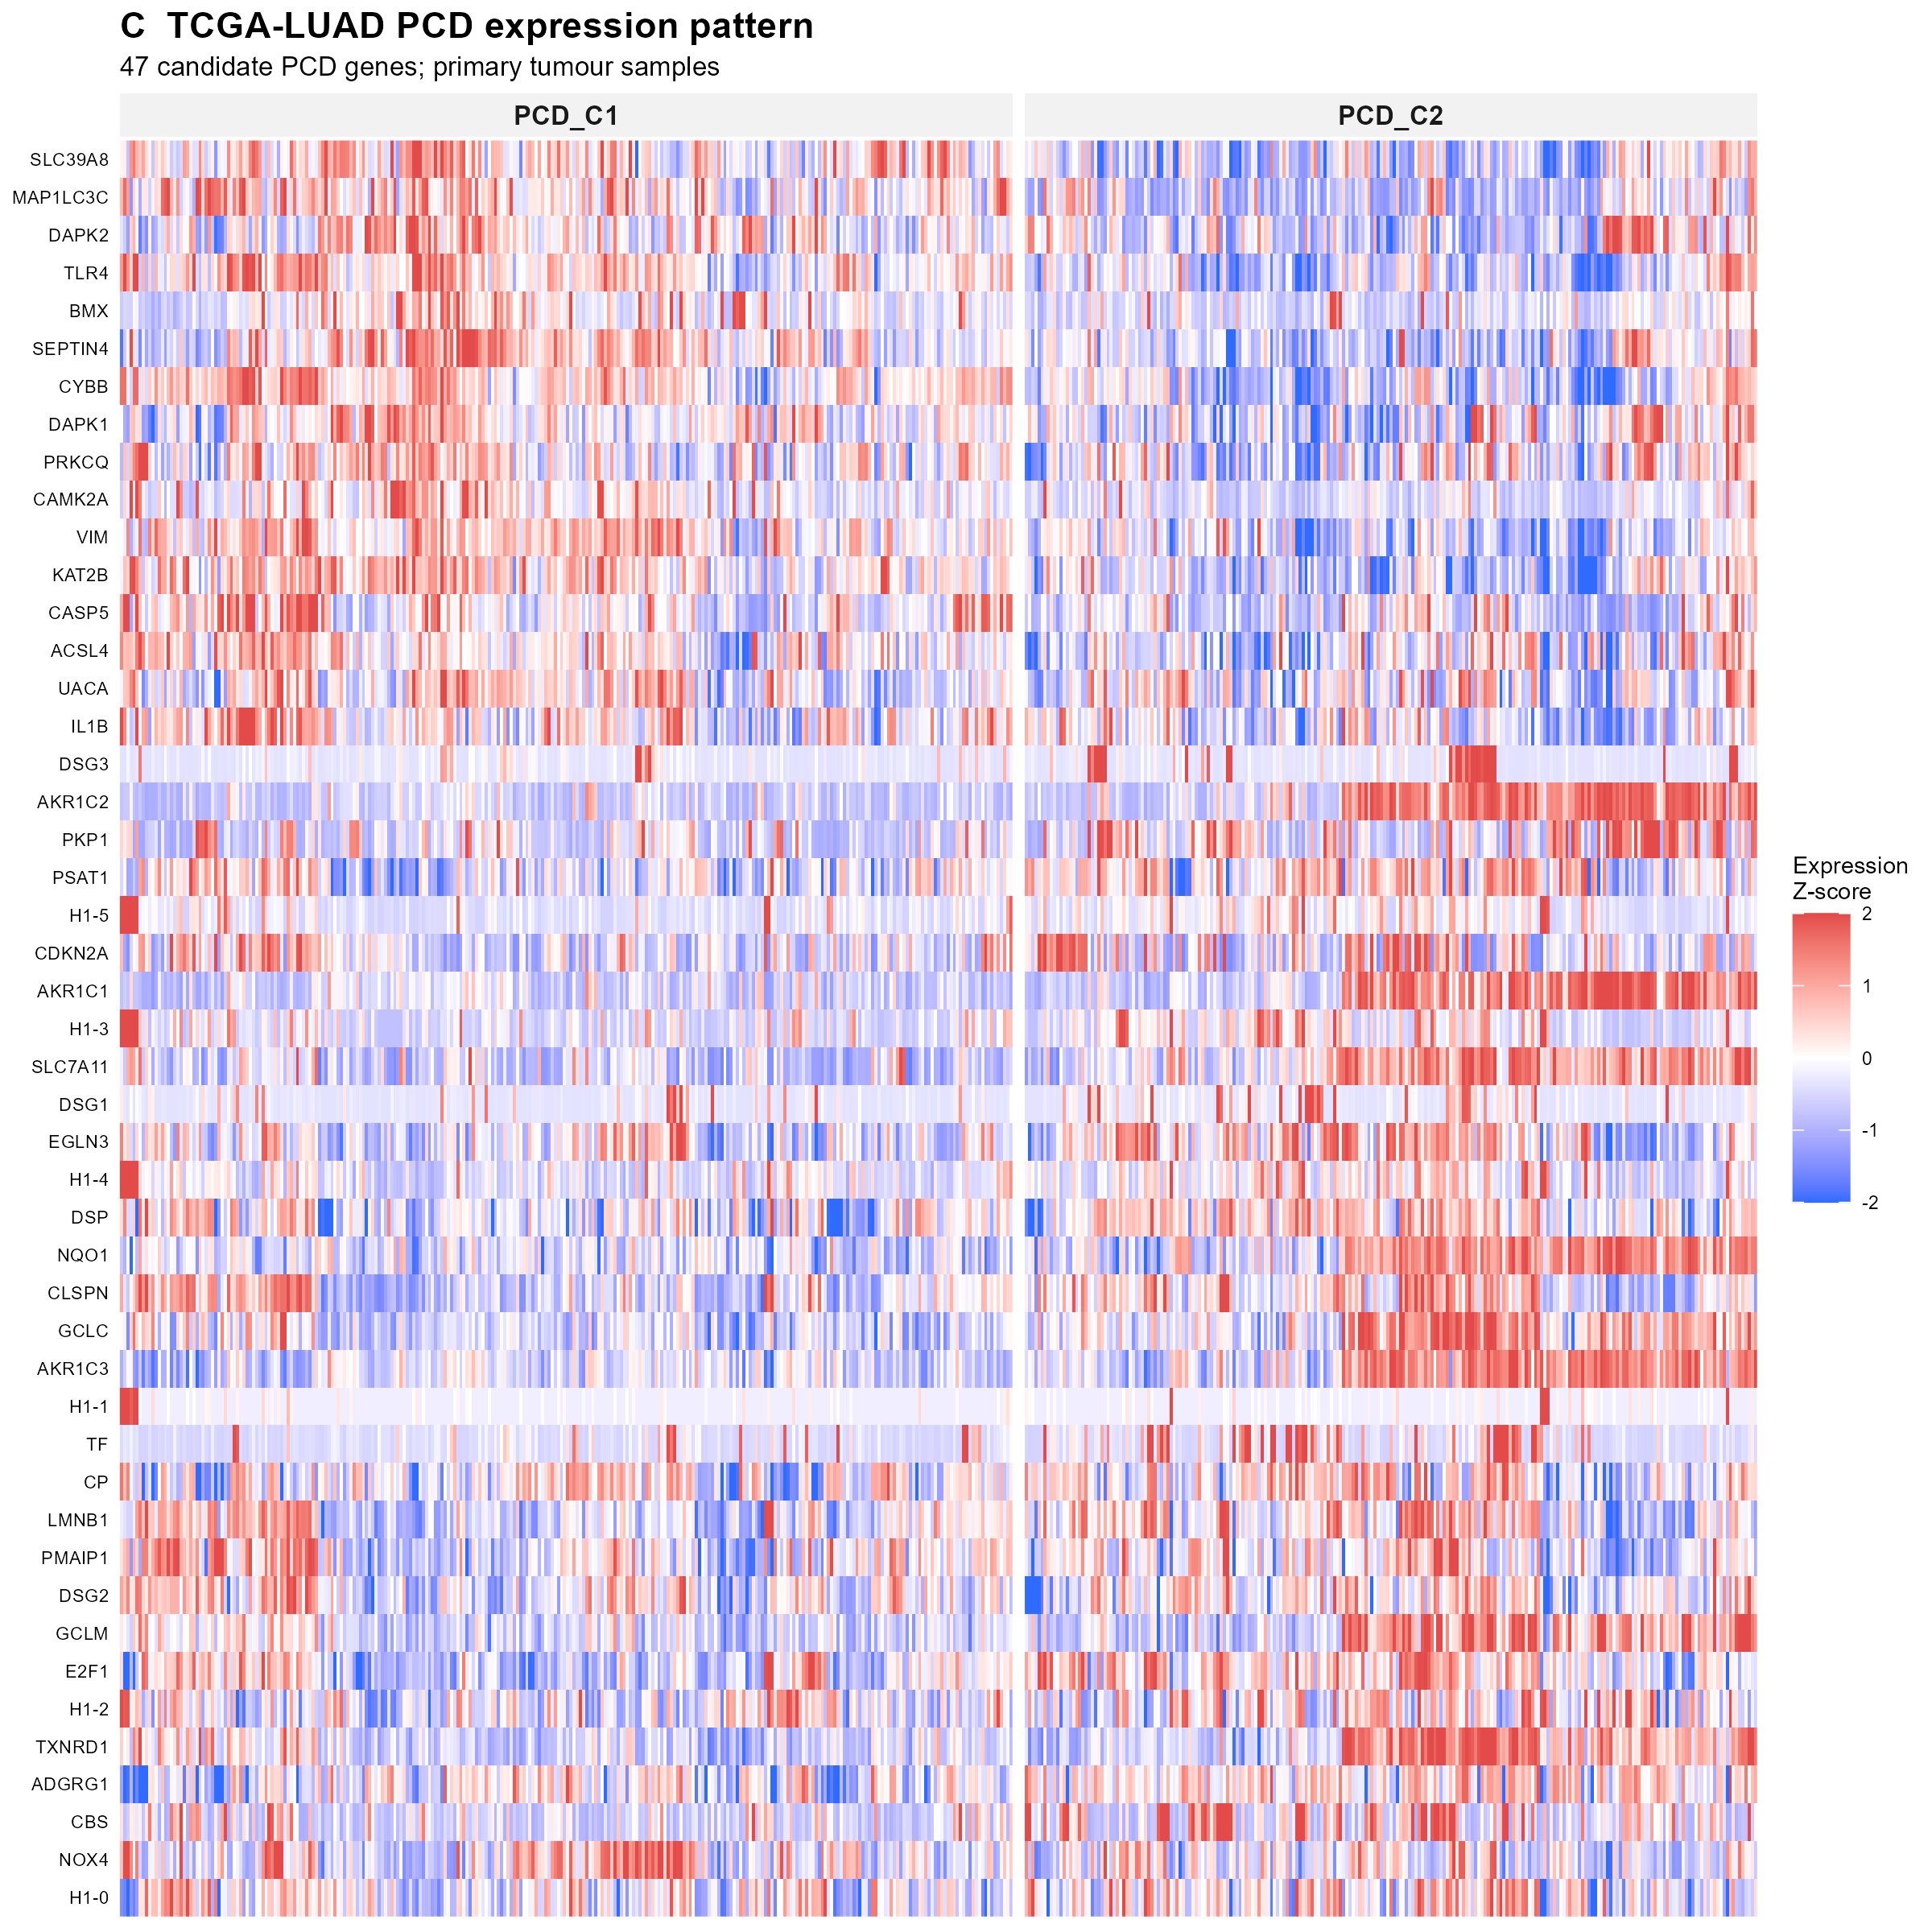 C  TCGA-LUAD PCD expression pattern
47 candidate PCD genes; primary tumour samples
PCD_C1
PCD_C2
SLC39A8
MAP1LC3C
DAPK2
TLR4
BMX
SEPTIN4
CYBB
DAPK1
PRKCQ
CAMK2A
VIM
KAT2B
CASP5
ACSL4
UACA
IL1B
DSG3
AKR1C2
PKP1
PSAT1
H1-5
CDKN2A
AKR1C1
H1-3
SLC7A11
DSG1
EGLN3
H1-4
DSP
NQO1
CLSPN
GCLC
AKR1C3
H1-1
TF
CP
LMNB1
PMAIP1
DSG2
GCLM
E2F1
H1-2
TXNRD1
ADGRG1
CBS
NOX4
H1-0
Expression
Z-score
2
1
0
-1
-2